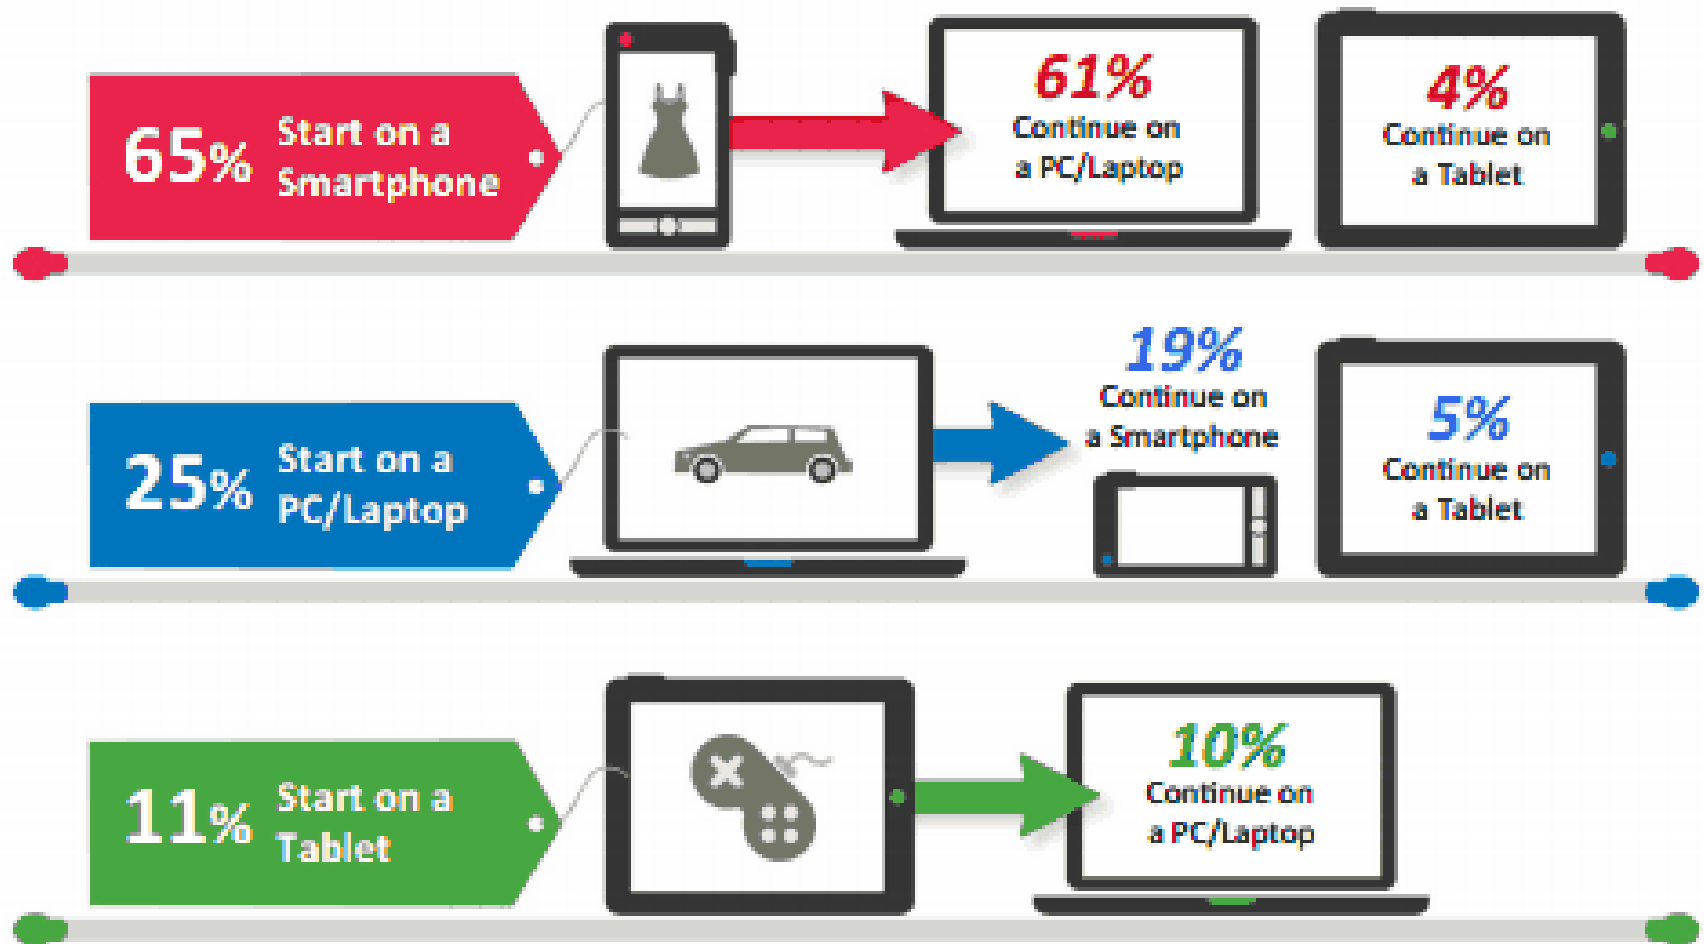 65% Start on a
Smartphone
61%
Continue on
a PC/Laptop
4%
Continue on
a Tablet
25% Start on a
PC/Laptop
19%
Continue on
a Smartphone
5%
Continue on
a Tablet
11% Start on a
Tablet
10%
Continue on
a PC/Laptop